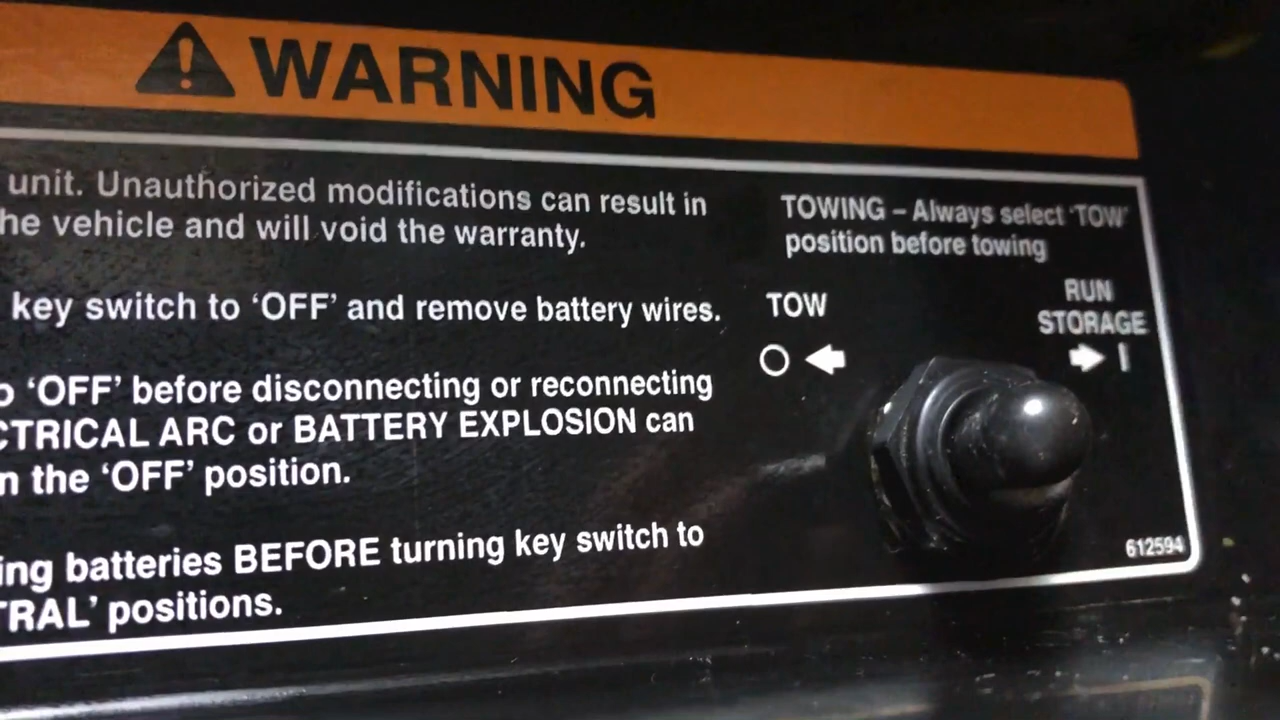 WARNING
unit. Unauthorized modifications can result in
he vehicle and will void the warranty.
key switch to ‘OFF’ and remove battery wires.
o ‘OFF’ before disconnecting or reconnecting
CTRICAL ARC or BATTERY EXPLOSION can
n the ‘OFF’ position.
ing batteries BEFORE turning key switch to
TRAL’ positions.
TOWING – Always select ‘TOW’
position before towing
TOW
RUN
STORAGE
O
I
612594